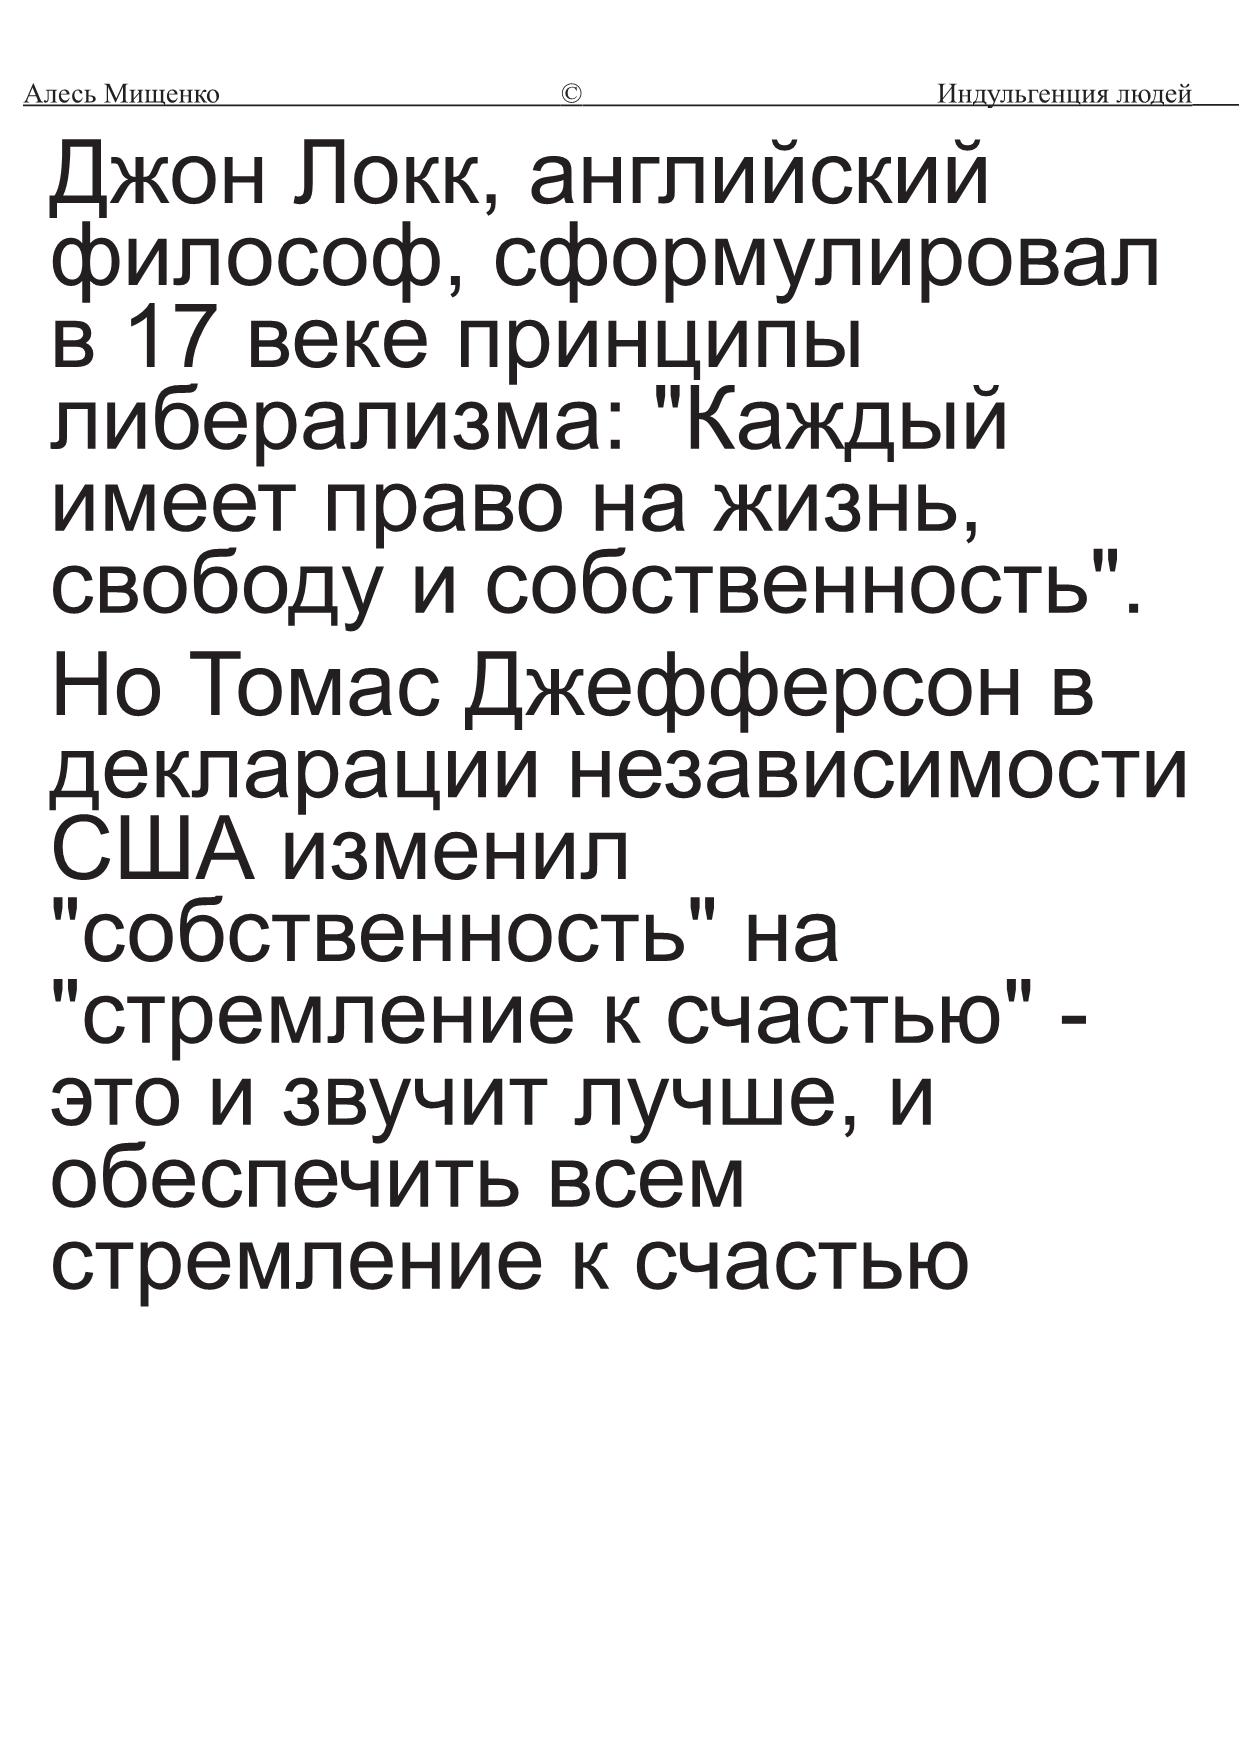 Алесь Мищенко © Индульгенция людей
Джон Локк, английский
философ, сформулировал
в 17 веке принципы
либерализма: "Каждый
имеет право на жизнь,
свободу и собственность".
Но Томас Джефферсон в
декларации независимости
США изменил
"собственность" на
"стремление к счастью" -
это и звучит лучше, и
обеспечить всем
стремление к счастью